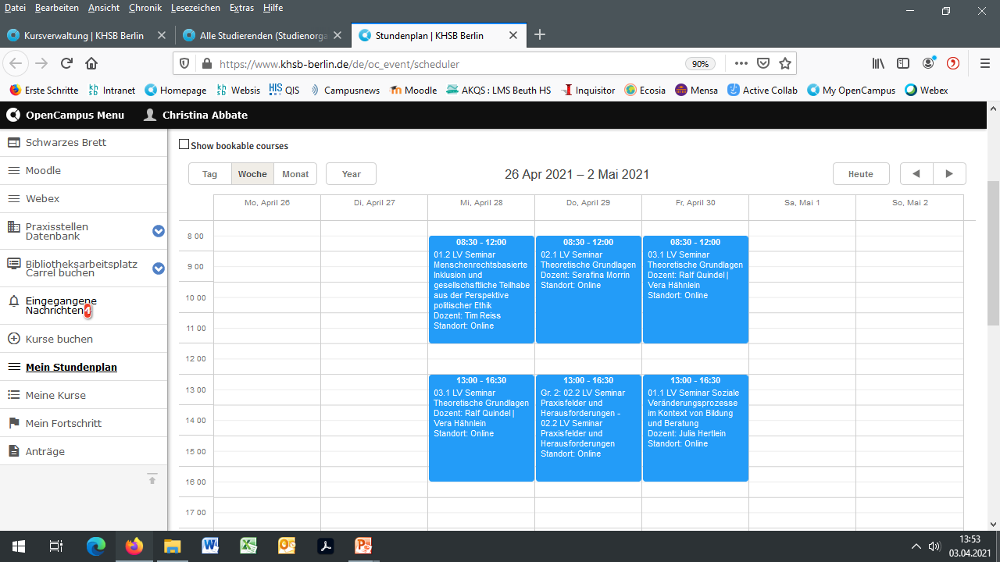 Datei Bearbeiten Ansicht Chronik Lesezeichen Extras Hilfe
Kursverwaltung | KHSB Berlin
Alle Studierenden (Studienorga
Stundenplan | KHSB Berlin
https://www.khsb-berlin.de/de/oc_event/scheduler
90%
Erste Schritte Intranet Homepage Websis QIS Campusnews Moodle AKQS : LMS Beuth HS Inquisitor Ecosia Mensa Active Collab My OpenCampus Webex
OpenCampus Menu Christina Abbate
Schwarzes Brett
Moodle
Webex
Praxisstellen
Datenbank
Bibliotheksarbeitsplatz
Carrel buchen
Eingegangene
Nachrichten 4
Kurse buchen
Mein Stundenplan
Meine Kurse
Mein Fortschritt
Anträge
Show bookable courses
Tag Woche Monat Year
26 Apr 2021 – 2 Mai 2021
Heute
Mo, April 26 Di, April 27 Mi, April 28 Do, April 29 Fr, April 30 Sa, Mai 1 So, Mai 2
8 00
9 00
10 00
11 00
12 00
13 00
14 00
15 00
16 00
17 00
08:30 - 12:00
01.2 LV Seminar
Menschenrechtsbasierte
Inklusion und
gesellschaftliche Teilhabe
aus der Perspektive
politischer Ethik
Dozent: Tim Reiss
Standort: Online
08:30 - 12:00
02.1 LV Seminar
Theoretische Grundlagen
Dozent: Serafina Morrin
Standort: Online
08:30 - 12:00
03.1 LV Seminar
Theoretische Grundlagen
Dozent: Ralf Quindel |
Vera Hähnlein
Standort: Online
13:00 - 16:30
03.1 LV Seminar
Theoretische Grundlagen
Dozent: Ralf Quindel |
Vera Hähnlein
Standort: Online
13:00 - 16:30
Gr. 2: 02.2 LV Seminar
Praxisfelder und
Herausforderungen -
02.2 LV Seminar
Praxisfelder und
Herausforderungen
Standort: Online
13:00 - 16:30
01.1 LV Seminar Soziale
Veränderungsprozesse
im Kontext von Bildung
und Beratung
Dozent: Julia Hertlein
Standort: Online
13:53
03.04.2021